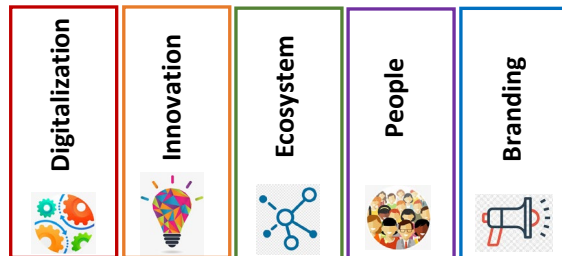 Digitalization
Innovation
Ecosystem
People
Branding